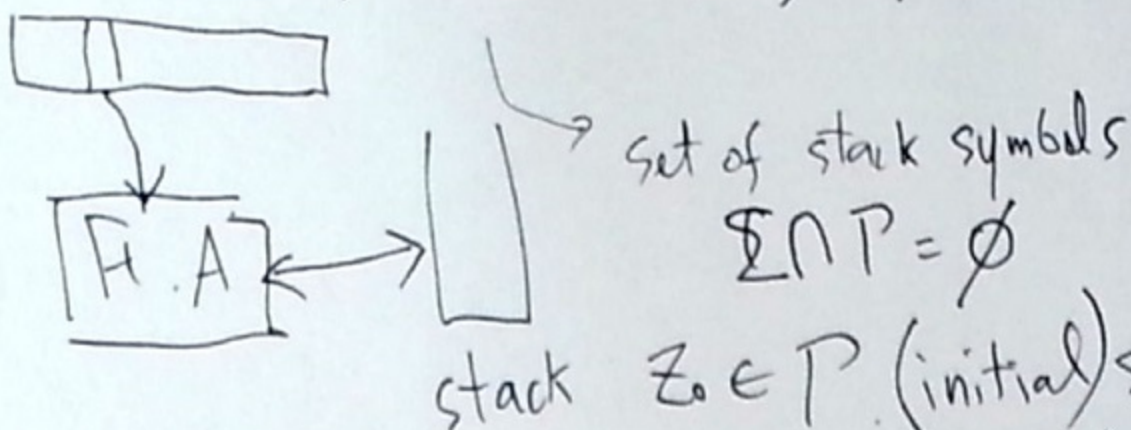 set of stack symbols
Σ∩Γ = ∅
F.A
stack Z₀ ∈ Γ (initial)